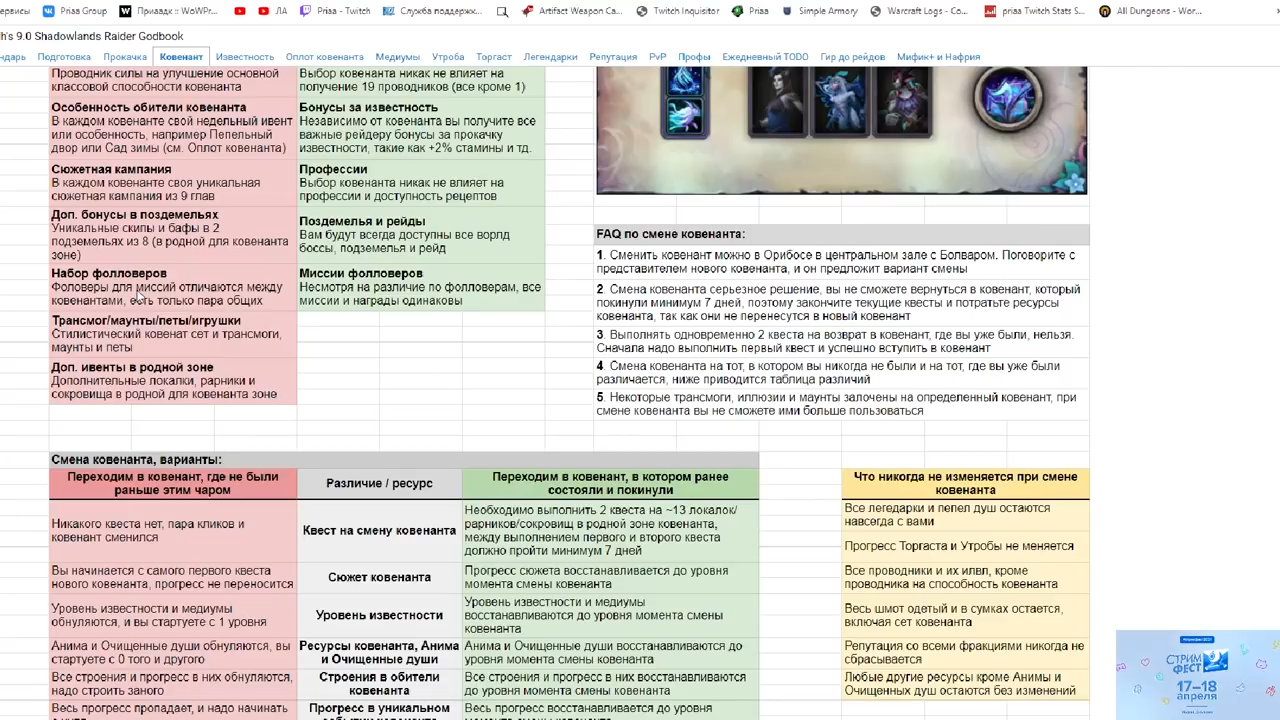 ервисы
Priaa Group
Приаадк :: WoWPr...
ЛА
Priaa - Twitch
Служба поддержк...
Artifact Weapon Ca...
Twitch Inquisitor
Priaa
Simple Armory
Warcraft Logs - Co...
priaa Twitch Stats S...
All Dungeons - Wor...
h's 9.0 Shadowlands Raider Godbook
ндарь
Подготовка
Прокачка
Ковенант
Известность
Оплот ковенанта
Медиумы
Утроба
Торгаст
Легендарки
Репутация
PvP
Профы
Ежедневный TODO
Гир до рейдов
Мифик+ и Нафрия
Проводник силы на улучшение основной
классовой способности ковенанта
Выбор ковенанта никак не влияет на
получение 19 проводников (все кроме 1)
Особенность обители ковенанта
В каждом ковенанте свой недельный ивент
или особенность, например Пепельный
двор или Сад зимы (см. Оплот ковенанта)
Бонусы за известность
Независимо от ковенанта вы получите все
важные рейдеру бонусы за прокачку
известности, такие как +2% стамины и тд.
Сюжетная кампания
В каждом ковенанте своя уникальная
сюжетная кампания из 9 глав
Профессии
Выбор ковенанта никак не влияет на
профессии и доступность рецептов
Доп. бонусы в поздемельях
Уникальные скипы и бафы в 2
подземельях из 8 (в родной для ковенанта
зоне)
Поздемелья и рейды
Вам будут всегда доступны все ворлд
боссы, подземелья и рейд
Набор фолловеров
Фоловеры для миссий отличаются между
ковенантами, есть только пара общих
Миссии фолловеров
Несмотря на различие по фолловерам, все
миссии и награды одинаковы
Трансмог/маунты/петы/игрушки
Стилистический ковенат сет и трансмоги,
маунты и петы
Доп. ивенты в родной зоне
Дополнительные локалки, рарники и
сокровища в родной для ковенанта зоне
FAQ по смене ковенанта:
1. Сменить ковенант можно в Орибосе в центральном зале с Болваром. Поговорите с
представителем нового ковенанта, и он предложит вариант смены
2. Смена ковенанта серьезное решение, вы не сможете вернуться в ковенант, который
покинули минимум 7 дней, поэтому закончите текущие квесты и потратьте ресурсы
ковенанта, так как они не перенесутся в новый ковенант
3. Выполнять одновременно 2 квеста на возврат в ковенант, где вы уже были, нельзя.
Сначала надо выполнить первый квест и успешно вступить в ковенант
4. Смена ковенанта на тот, в котором вы никогда не были и на тот, где вы уже были
различается, ниже приводится таблица различий
5. Некоторые трансмоги, иллюзии и маунты залочены на определенный ковенант, при
смене ковенанта вы не сможете ими больше пользоваться
Смена ковенанта, варианты:
Переходим в ковенант, где не были
раньше этим чаром
Различие / ресурс
Переходим в ковенант, в котором ранее
состояли и покинули
Никакого квеста нет, пара кликов и
ковенант сменился
Квест на смену ковенанта
Необходимо выполнить 2 квеста на ~13 локалок/
рарников/сокровищ в родной зоне ковенанта,
между выполнением первого и второго квеста
должно пройти минимум 7 дней
Вы начинается с самого первого квеста
нового ковенанта, прогресс не переносится
Сюжет ковенанта
Прогресс сюжета восстанавливается до уровня
момента смены ковенанта
Уровень известности и медиумы
обнуляются, и вы стартуете с 1 уровня
Уровень известности
Уровень известности и медиумы
восстанавливаются до уровня момента смены
ковенанта
Анима и Очищенные души обнуляются, вы
стартуете с 0 того и другого
Ресурсы ковенанта, Анима
и Очищенные души
Анима и Очищенные души восстанавливаются до
уровня момента смены ковенанта
Все строения и прогресс в них обнуляются,
надо строить заного
Строения в обители
ковенанта
Все строения и прогресс в них восстанавливаются
до уровня момента смены ковенанта
Весь прогресс пропадает, и надо начинать
Прогресс в уникальном
Весь прогресс восстанавливается до уровня
Что никогда не изменяется при смене
ковенанта
Все легедарки и пепел душ остаются
навсегда с вами
Прогресс Торгаста и Утробы не меняется
Все проводники и их илвл, кроме
проводника на способность ковенанта
Весь шмот одетый и в сумках остается,
включая сет ковенанта
Репутация со всеми фракциями никогда не
сбрасывается
Любые другие ресурсы кроме Анимы и
Очищенных душ остаются без изменений
СТРИМ
ФЕСТ
17–18
апреля